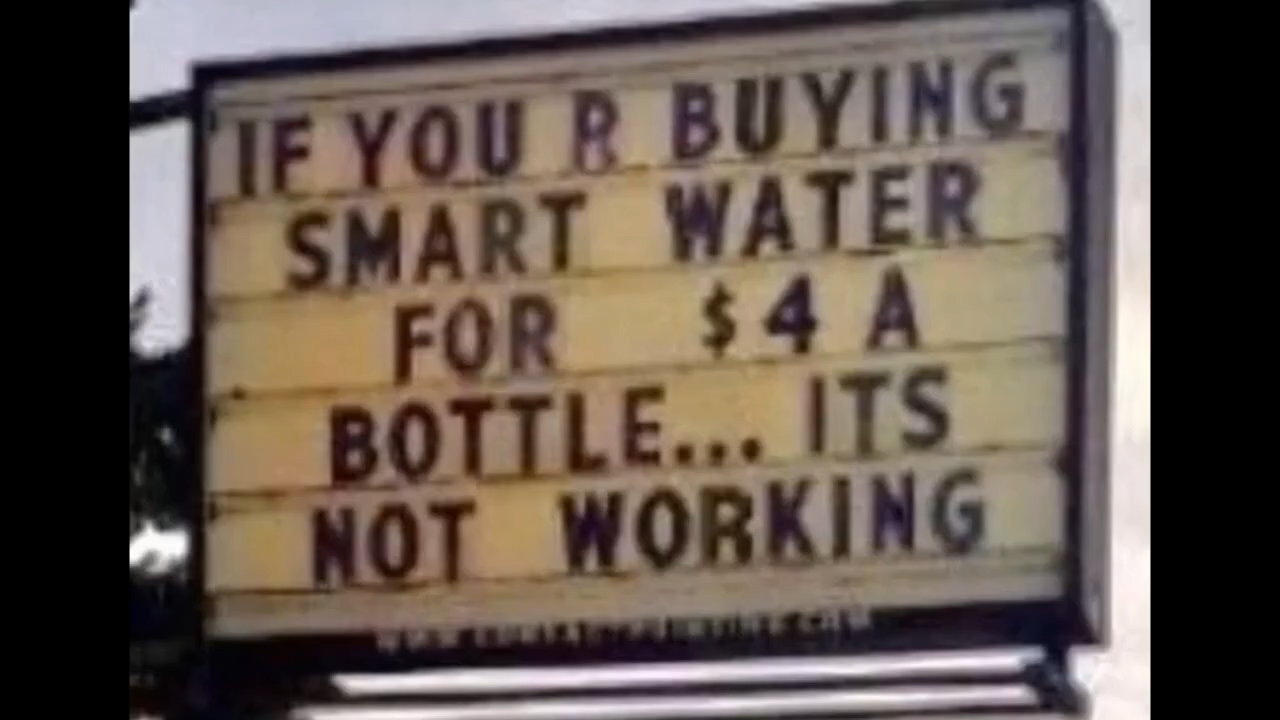 IF YOU R BUYING
SMART WATER
FOR $4 A
BOTTLE... ITS
NOT WORKING